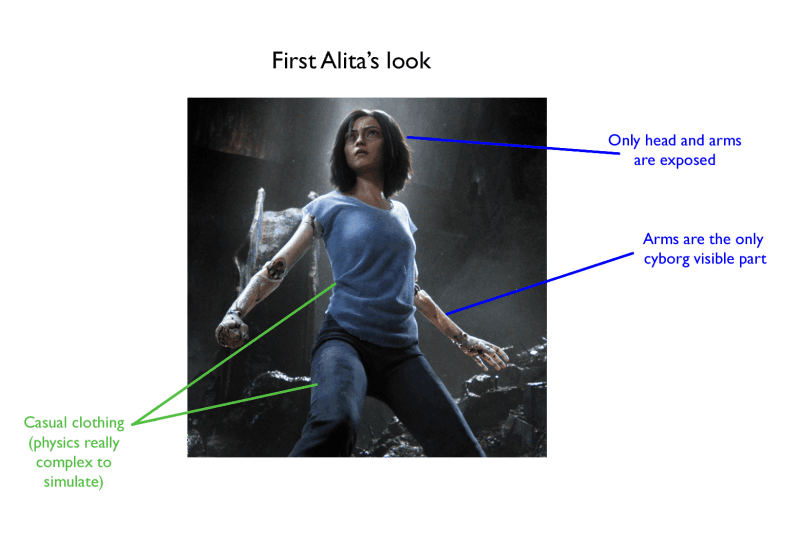 First Alita’s look
Only head and arms
are exposed
Arms are the only
cyborg visible part
Casual clothing
(physics really
complex to
simulate)